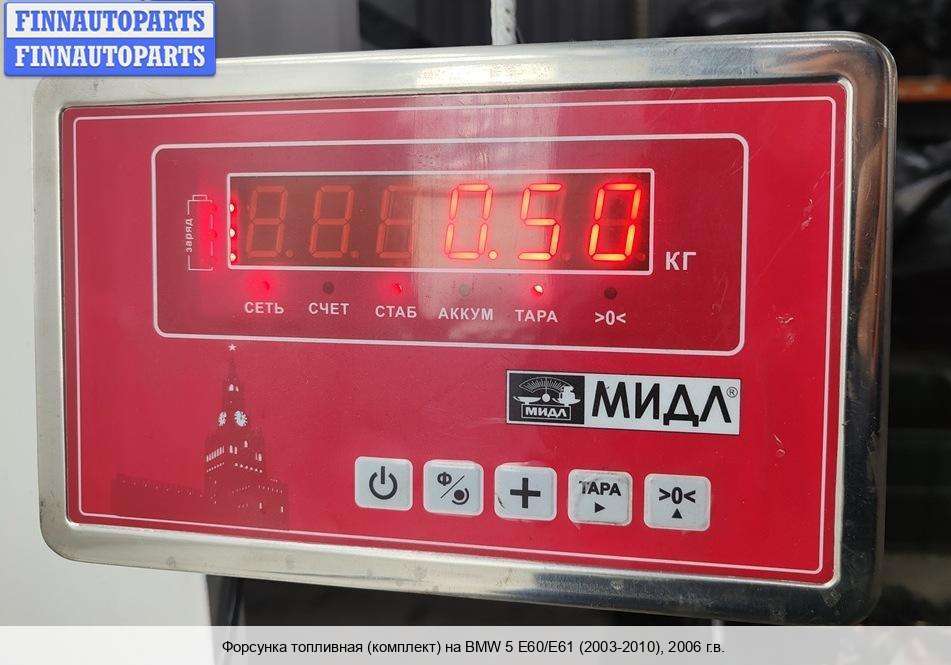 FINNAUTOPARTS
FINNAUTOPARTS
заряд
0.50
КГ
СЕТЬ СЧЕТ СТАБ АККУМ ТАРА >0<
МИДЛ МИДЛ®
Ф ТАРА >0<
Форсунка топливная (комплект) на BMW 5 E60/E61 (2003-2010), 2006 г.в.